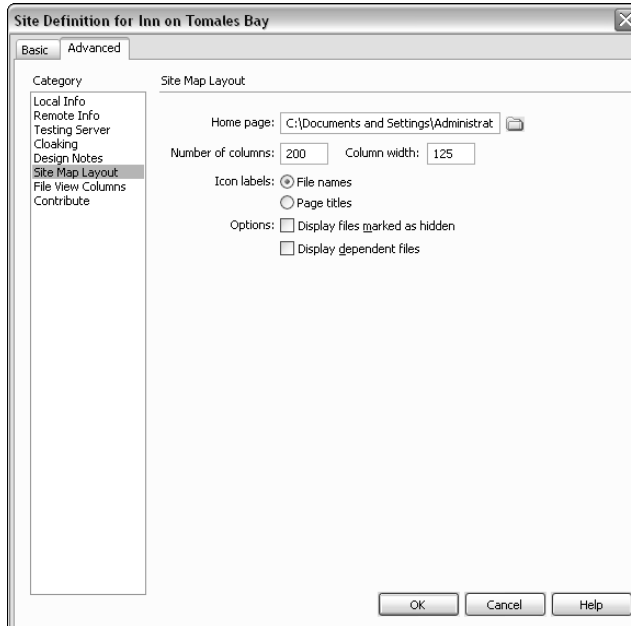 Site Definition for Inn on Tomales Bay
Basic
Advanced
Category
Local Info
Remote Info
Testing Server
Cloaking
Design Notes
Site Map Layout
File View Columns
Contribute
Site Map Layout
Home page: C:\Documents and Settings\Administrat
Number of columns: 200 Column width: 125
Icon labels: File names
Page titles
Options: Display files marked as hidden
Display dependent files
OK Cancel Help